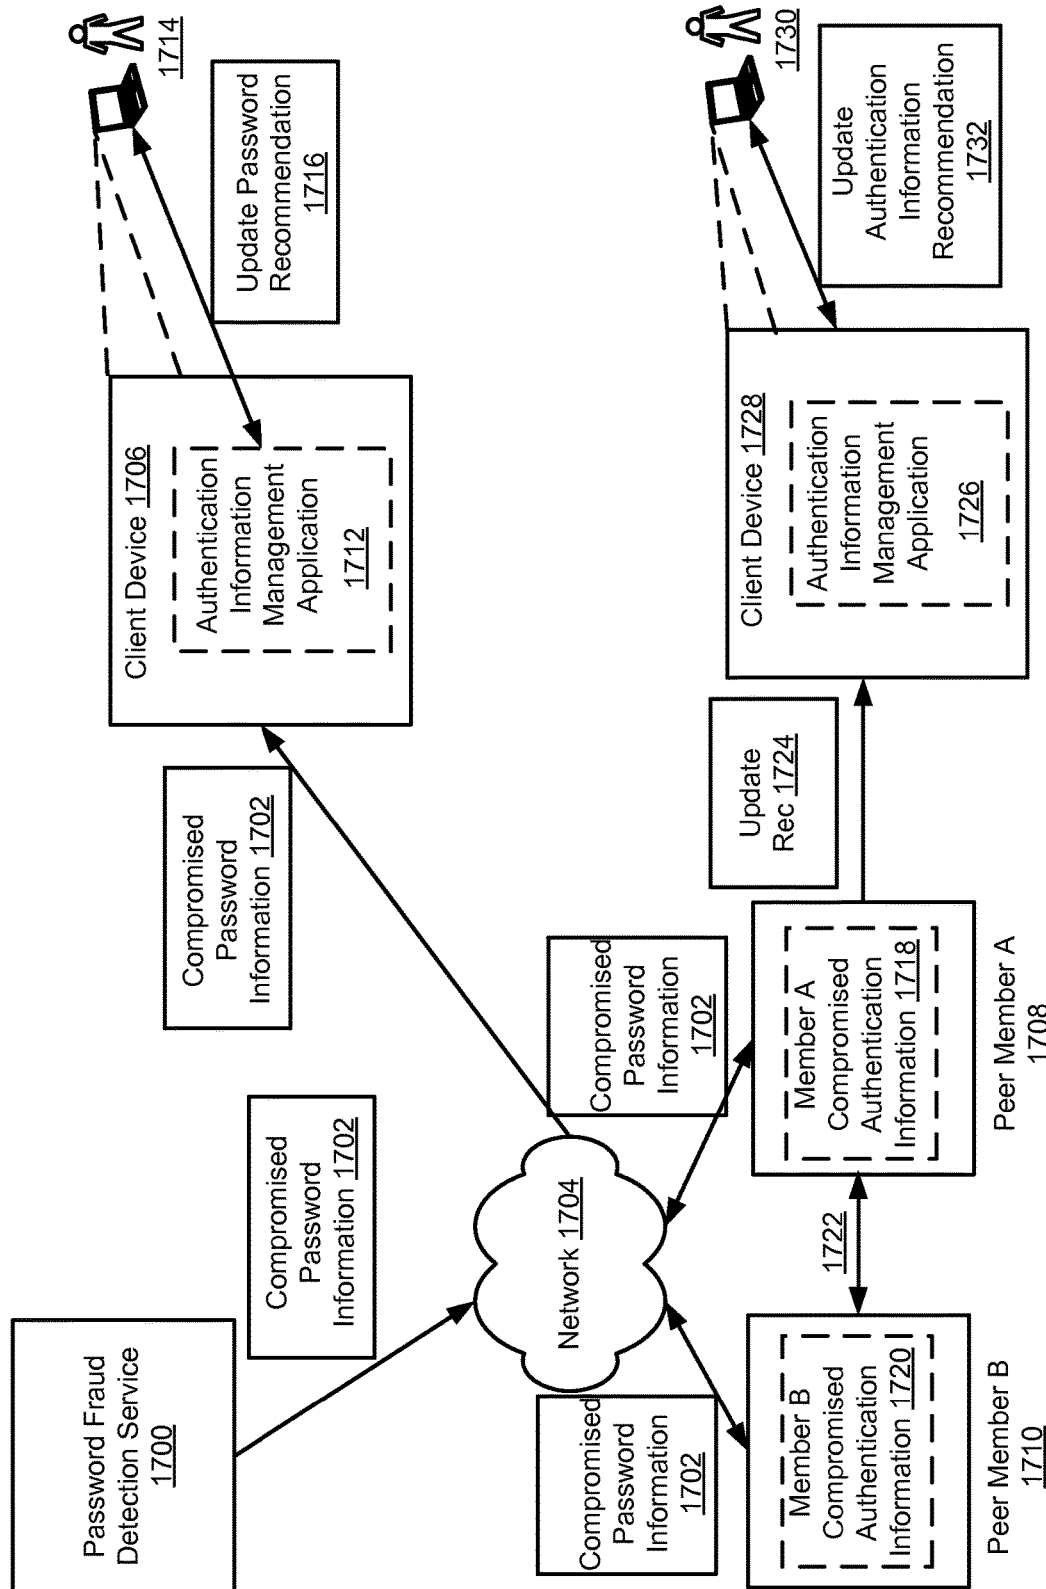 Password Fraud
Detection Service
1700
Compromised
Password
Information 1702
Compromised
Password
Information 1702
Client Device 1706
Authentication
Information
Management
Application
1712
1714
Update Password
Recommendation
1716
Network 1704
Compromised
Password
Information
1702
Compromised
Password
Information
1702
Member B
Compromised
Authentication
Information 1720
Peer Member B
1710
1722
Member A
Compromised
Authentication
Information 1718
Peer Member A
1708
Update
Rec 1724
Client Device 1728
Authentication
Information
Management
Application
1726
1730
Update
Authentication
Information
Recommendation
1732